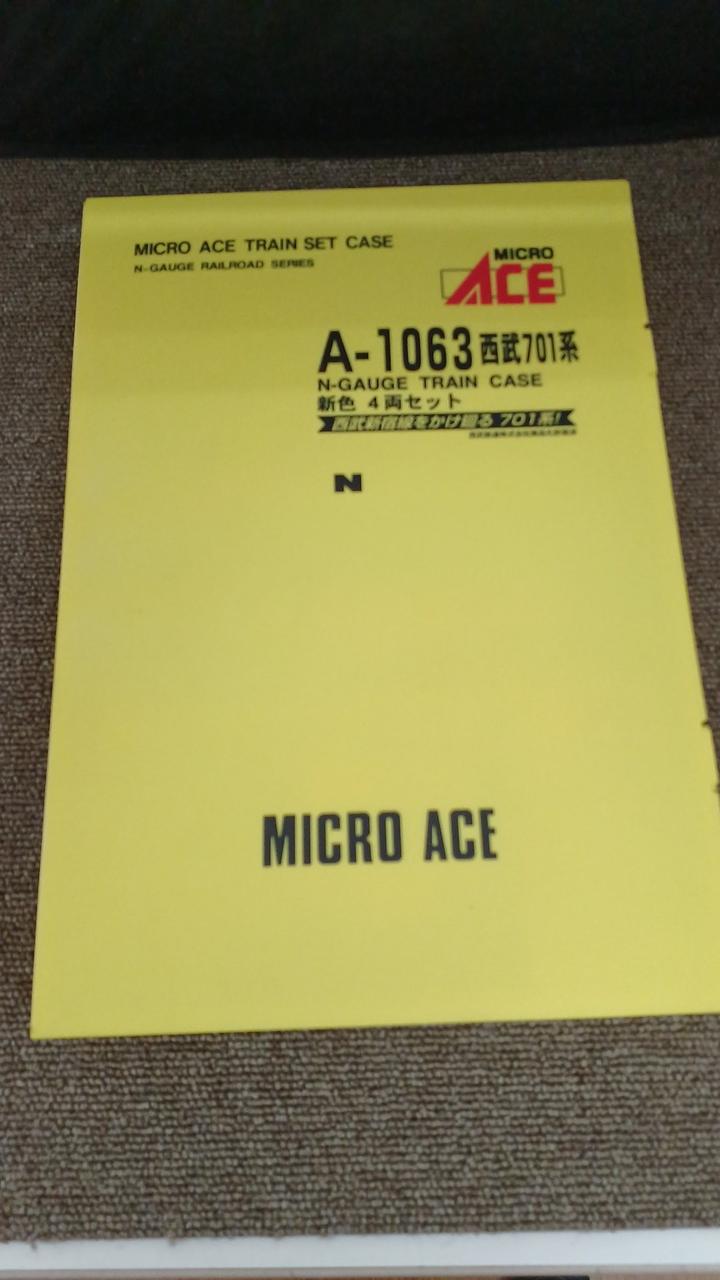 MICRO ACE TRAIN SET CASE
N-GAUGE RAILROAD SERIES
MICRO
ACE
A-1063 西武701系
N-GAUGE TRAIN CASE
新色 4両セット
西武新宿線をかけ回る 701系!
N
MICRO ACE